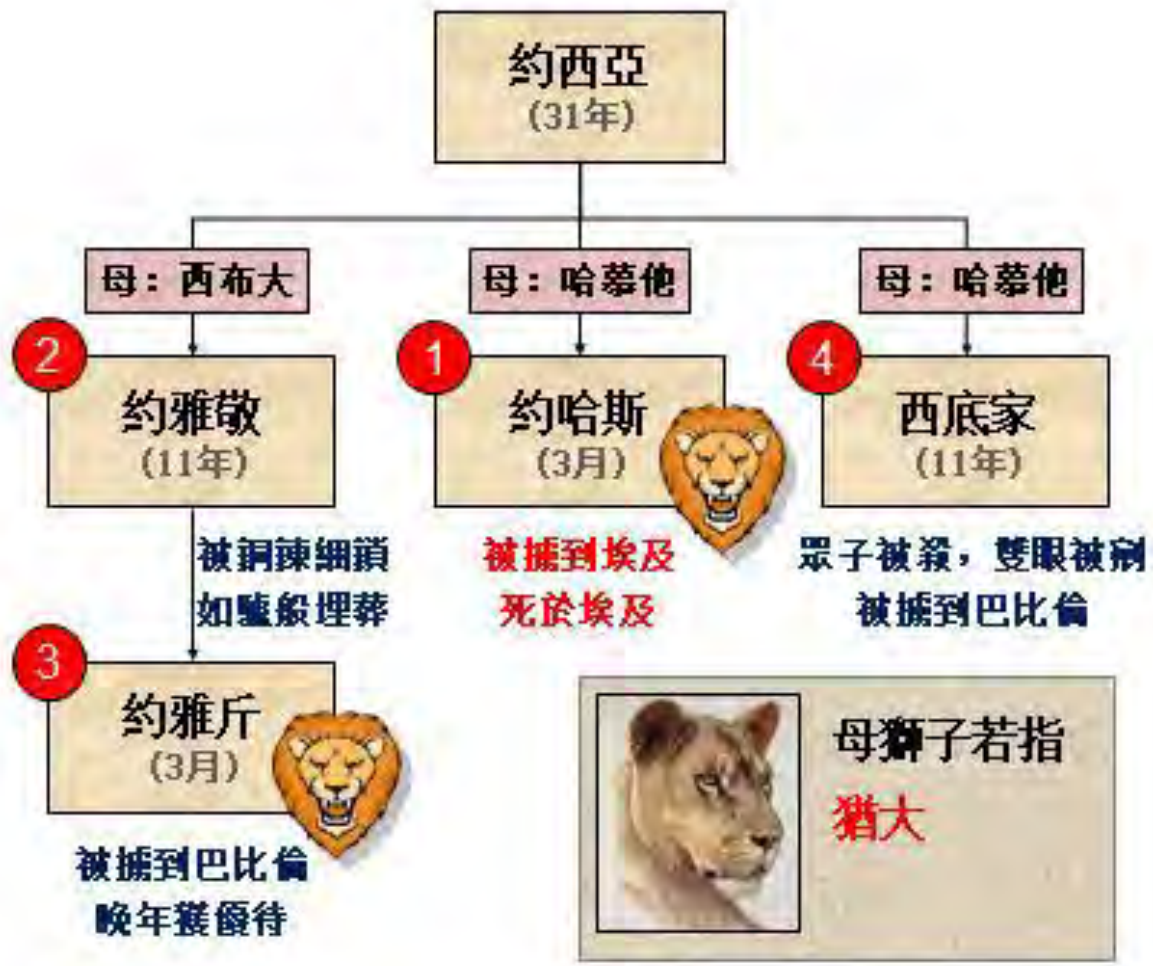 約西亞
(31年)
母：西布大
母：哈慕他
母：哈慕他
2
約雅敬
(11年)
1
約哈斯
(3月)
4
西底家
(11年)
被銅鍊細鎖
如驢般埋葬
被擄到埃及
死於埃及
眾子被殺，雙眼被剜
被擄到巴比倫
3
約雅斤
(3月)
被擄到巴比倫
晚年獲優待
母獅子若指
猶大